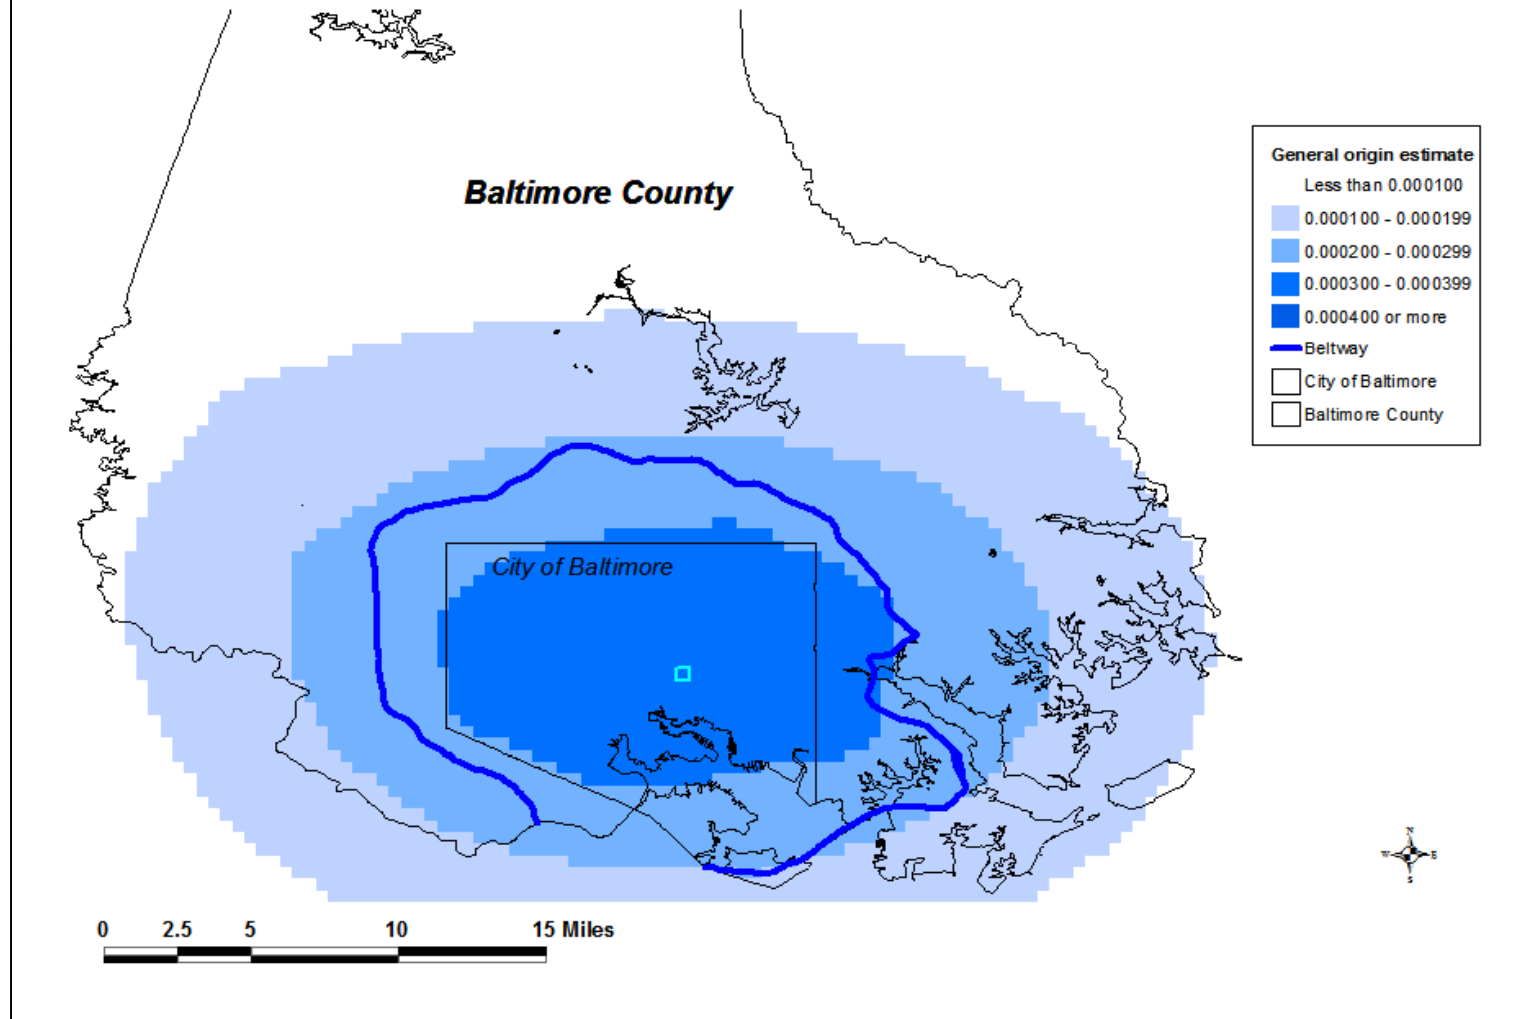 Baltimore County
General origin estimate
Less than 0.000100
0.000100 - 0.000199
0.000200 - 0.000299
0.000300 - 0.000399
0.000400 or more
Beltway
City of Baltimore
Baltimore County
City of Baltimore
N
W E
S
0 2.5 5 10 15 Miles